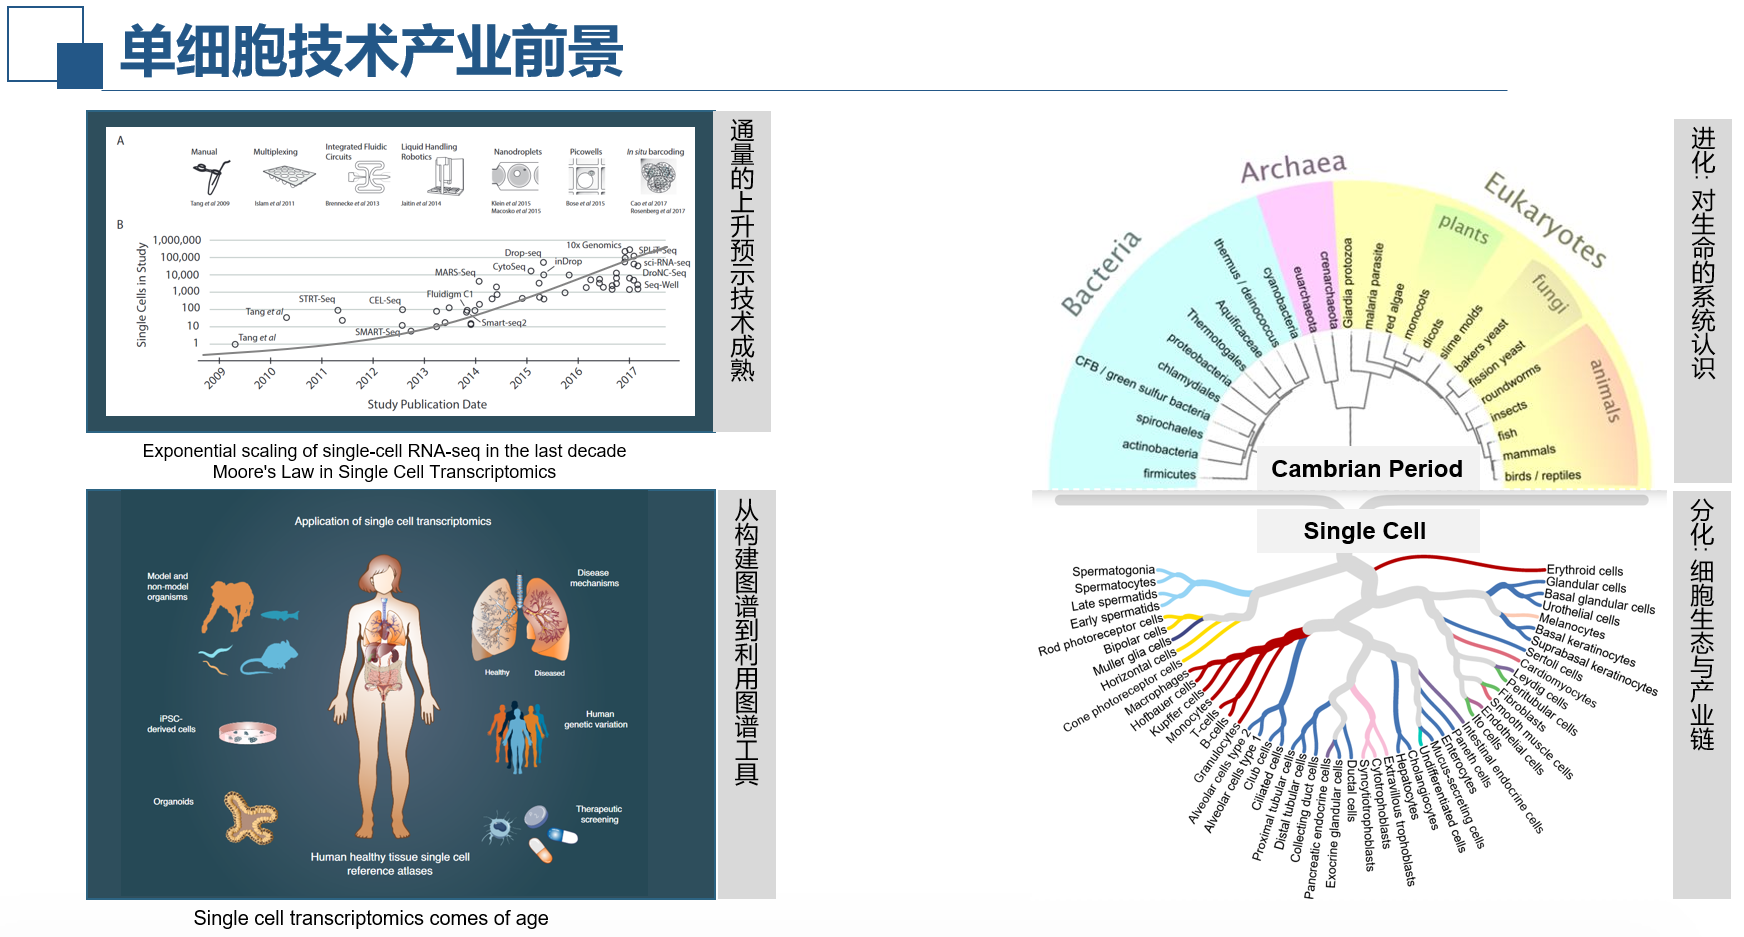 单细胞技术产业前景
A
Manual
Multiplexing
Integrated Fluidic
Circuits
Liquid Handling
Robotics
Nanodroplets
Picowells
In situ barcoding
Tang et al 2009
Islam et al 2011
Brennecke et al 2013
Jaitin et al 2014
Klein et al 2015
Macosko et al 2015
Bose et al 2015
Cao et al 2017
Rosenberg et al 2017
B
Single Cells in Study
1,000,000
100,000
10,000
1,000
100
10
1
Tang et al
Tang et al
STRT-Seq
CEL-Seq
SMART-Seq
MARS-Seq
Fluidigm C1
Smart-seq2
CytoSeq
Drop-seq
inDrop
10x Genomics
SPLiT-Seq
sci-RNA-seq
DroNC-Seq
Seq-Well
2009
2010
2011
2012
2013
2014
2015
2016
2017
Study Publication Date
通量的上升预示技术成熟
Exponential scaling of single-cell RNA-seq in the last decade
Moore's Law in Single Cell Transcriptomics
Application of single cell transcriptomics
Model and
non-model
organisms
iPSC-
derived cells
Organoids
Disease
mechanisms
Healthy
Diseased
Human
genetic variation
Therapeutic
screening
Human healthy tissue single cell
reference atlases
从构建图谱到利用图谱工具
Single cell transcriptomics comes of age
Bacteria
Archaea
Eukaryotes
plants
fungi
animals
firmicutes
actinobacteria
spirochaeles
CFB / green sulfur bacteria
chlamydiales
proteobacteria
Thermotogales
Aquificaceae
thermus / deinococcus
cyanobacteria
euarchaeota
crenarchaeota
Giardia protozoa
malaria parasite
red algae
monocots
dicots
slime molds
bakers yeast
fission yeast
roundworms
insects
fish
mammals
birds / reptiles
Cambrian Period
进化:对生命的系统认识
Single Cell
Spermatogonia
Spermatocytes
Late spermatids
Early spermatids
Rod photoreceptor cells
Bipolar cells
Muller glia cells
Horizontal cells
Cone photoreceptor cells
Macrophages
Hofbauer cells
Kupffer cells
Monocytes
T-cells
B-cells
Granulocytes
Alveolar cells type 2
Alveolar cells type 1
Club cells
Ciliated cells
Proximal tubular cells
Distal tubular cells
Collecting duct cells
Pancreatic endocrine cells
Exocrine glandular cells
Ductal cells
Syncytiotrophoblasts
Cytotrophoblasts
Extravillous trophoblasts
Hepatocytes
Cholangiocytes
Undifferentiated cells
Mucus-secreting cells
Enterocytes
Paneth cells
Intestinal endocrine cells
Ito cells
Endothelial cells
Smooth muscle cells
Fibroblasts
Peritubular cells
Leydig cells
Cardiomyocytes
Sertoli cells
Suprabasal keratinocytes
Basal keratinocytes
Melanocytes
Urothelial cells
Basal glandular cells
Glandular cells
Erythroid cells
分化:细胞生态与产业链